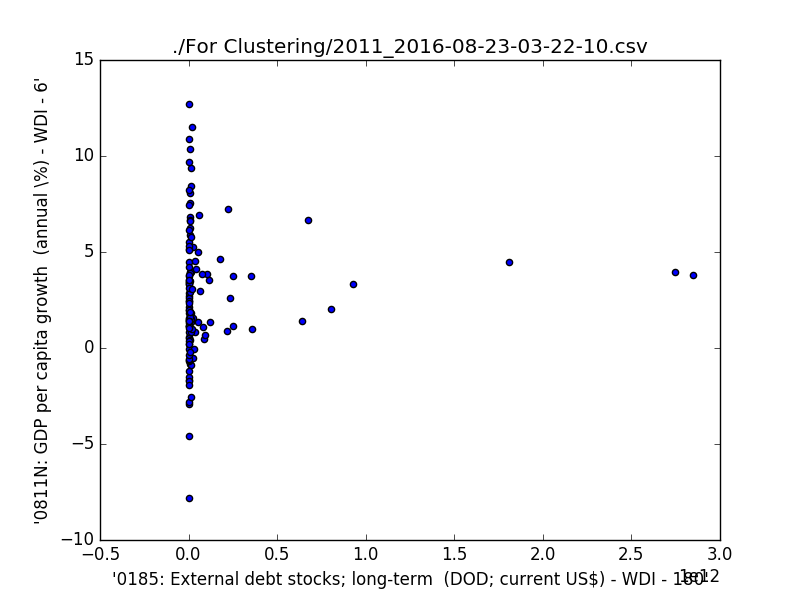 ./For Clustering/2011_2016-08-23-03-22-10.csv
15
10
5
0
−5
−10
'0811N: GDP per capita growth (annual \%) - WDI - 6'
−0.5 0.0 0.5 1.0 1.5 2.0 2.5 3.0
1e12
'0185: External debt stocks; long-term (DOD; current US$) - WDI - 180'